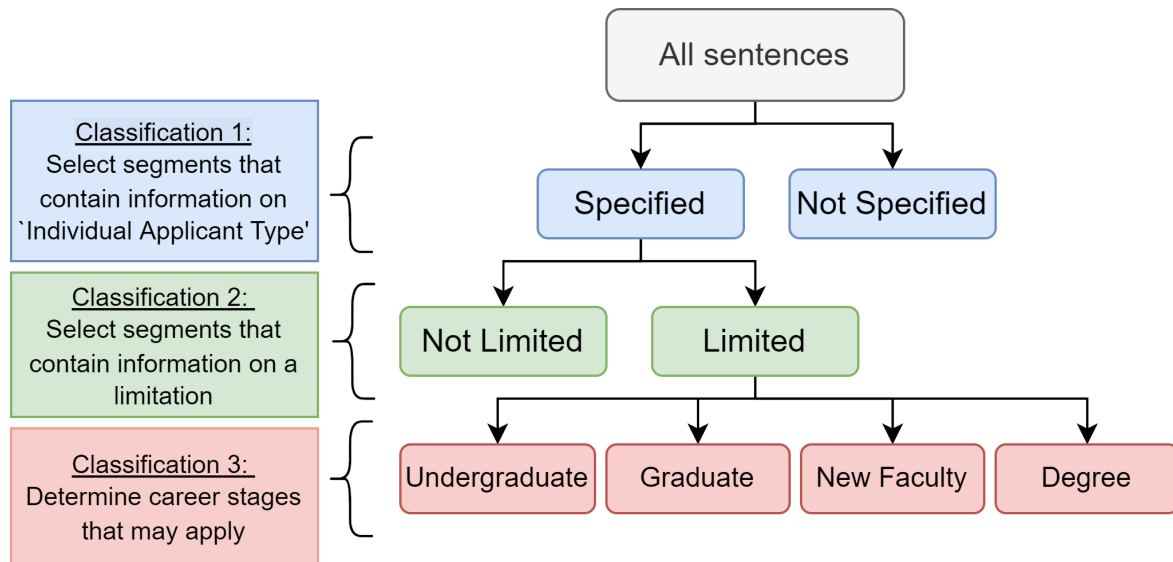 All sentences
Classification 1:
Select segments that
contain information on
`Individual Applicant Type'
Specified
Not Specified
Classification 2:
Select segments that
contain information on a
limitation
Not Limited
Limited
Classification 3:
Determine career stages
that may apply
Undergraduate
Graduate
New Faculty
Degree